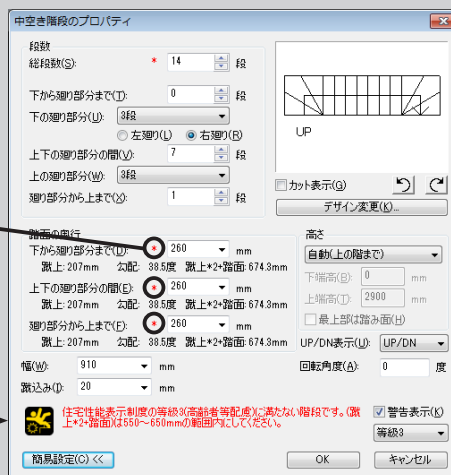 中空き階段のプロパティ
段数
総段数(S): * 14 段
下から廻り部分まで(T): 0 段
下の廻り部分(U): 3段
左廻り(L) 右廻り(R)
上下の廻り部分の間(V): 7 段
上の廻り部分(W): 3段
廻り部分から上まで(X): 1 段
UP
カット表示(G)
デザイン変更(K)...
踏面の奥行
下から廻り部分まで(D): * 260 mm
蹴上: 207mm 勾配: 38.5度 蹴上*2+踏面: 674.3mm
上下の廻り部分の間(E): * 260 mm
蹴上: 207mm 勾配: 38.5度 蹴上*2+踏面: 674.3mm
廻り部分から上まで(F): * 260 mm
蹴上: 207mm 勾配: 38.5度 蹴上*2+踏面: 674.3mm
高さ
自動(上の階まで)
下端高(B): 0 mm
上端高(T): 2900 mm
最上部は踏み面(H)
幅(W): 910 mm
蹴込み(I): 20 mm
UP/DN表示(U): UP/DN
回転角度(A): 0 度
住宅性能表示制度の等級3(高齢者等配慮)に満たない階段です。(蹴
上*2+踏面)は550～650mmの範囲内にしてください。
警告表示(K)
等級3
簡易設定(C) <<
OK
キャンセル